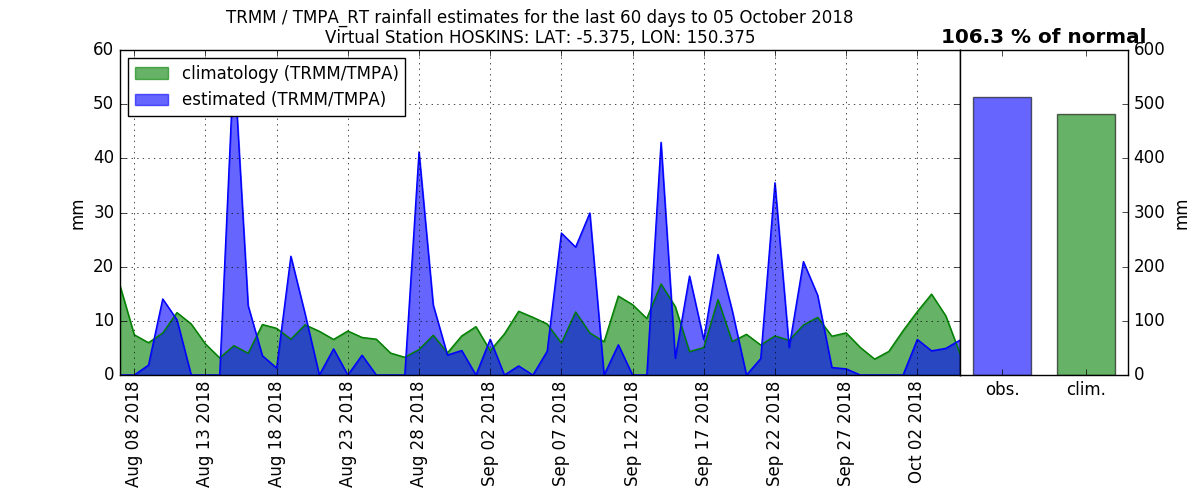 TRMM / TMPA_RT rainfall estimates for the last 60 days to 05 October 2018
Virtual Station HOSKINS: LAT: -5.375, LON: 150.375
106.3 % of normal
climatology (TRMM/TMPA)
estimated (TRMM/TMPA)
60
50
40
30
20
10
0
mm
Aug 08 2018
Aug 13 2018
Aug 18 2018
Aug 23 2018
Aug 28 2018
Sep 02 2018
Sep 07 2018
Sep 12 2018
Sep 17 2018
Sep 22 2018
Sep 27 2018
Oct 02 2018
600
500
400
300
200
100
0
mm
obs.
clim.